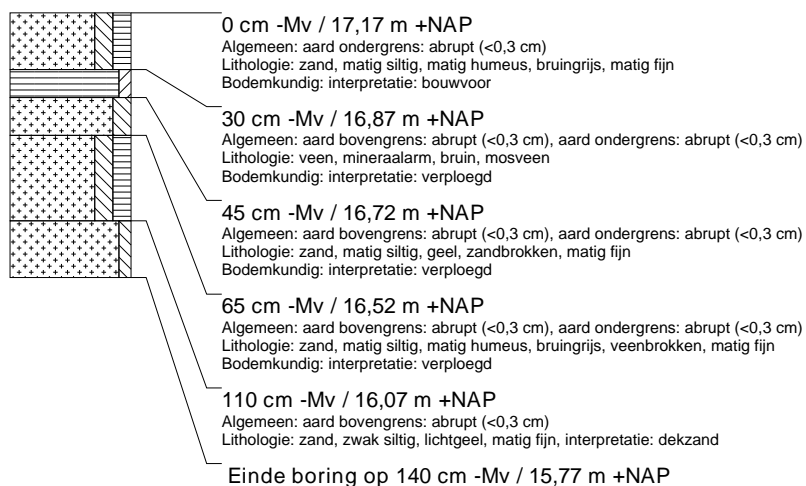 0 cm -Mv / 17,17 m +NAP
Algemeen: aard ondergrens: abrupt (<0,3 cm)
Lithologie: zand, matig siltig, matig humeus, bruingrijs, matig fijn
Bodemkundig: interpretatie: bouwvoor
30 cm -Mv / 16,87 m +NAP
Algemeen: aard bovengrens: abrupt (<0,3 cm), aard ondergrens: abrupt (<0,3 cm)
Lithologie: veen, mineraalarm, bruin, mosveen
Bodemkundig: interpretatie: verploegd
45 cm -Mv / 16,72 m +NAP
Algemeen: aard bovengrens: abrupt (<0,3 cm), aard ondergrens: abrupt (<0,3 cm)
Lithologie: zand, matig siltig, geel, zandbrokken, matig fijn
Bodemkundig: interpretatie: verploegd
65 cm -Mv / 16,52 m +NAP
Algemeen: aard bovengrens: abrupt (<0,3 cm), aard ondergrens: abrupt (<0,3 cm)
Lithologie: zand, matig siltig, matig humeus, bruingrijs, veenbrokken, matig fijn
Bodemkundig: interpretatie: verploegd
110 cm -Mv / 16,07 m +NAP
Algemeen: aard bovengrens: abrupt (<0,3 cm)
Lithologie: zand, zwak siltig, lichtgeel, matig fijn, interpretatie: dekzand
Einde boring op 140 cm -Mv / 15,77 m +NAP